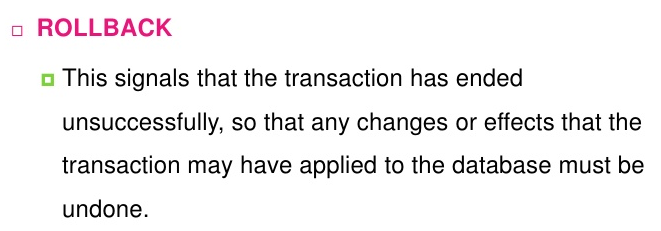 ROLLBACK
This signals that the transaction has ended
unsuccessfully, so that any changes or effects that the
transaction may have applied to the database must be
undone.